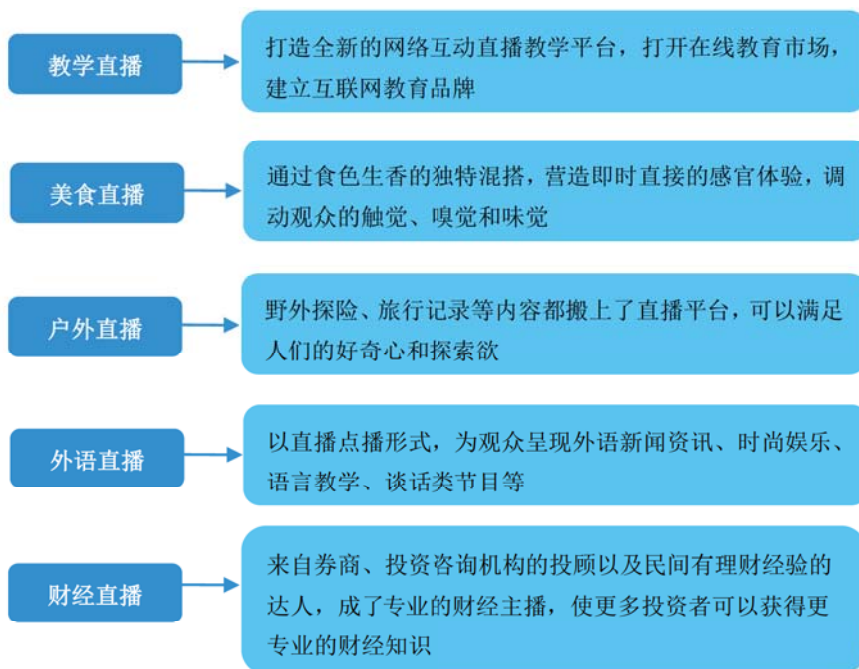 教学直播
打造全新的网络互动直播教学平台，打开在线教育市场，
建立互联网教育品牌
美食直播
通过食色生香的独特混搭，营造即时直接的感官体验，调
动观众的触觉、嗅觉和味觉
户外直播
野外探险、旅行记录等内容都搬上了直播平台，可以满足
人们的好奇心和探索欲
外语直播
以直播点播形式，为观众呈现外语新闻资讯、时尚娱乐、
语言教学、谈话类节目等
财经直播
来自券商、投资咨询机构的投顾以及民间有理财经验的
达人，成了专业的财经主播，使更多投资者可以获得更
专业的财经知识